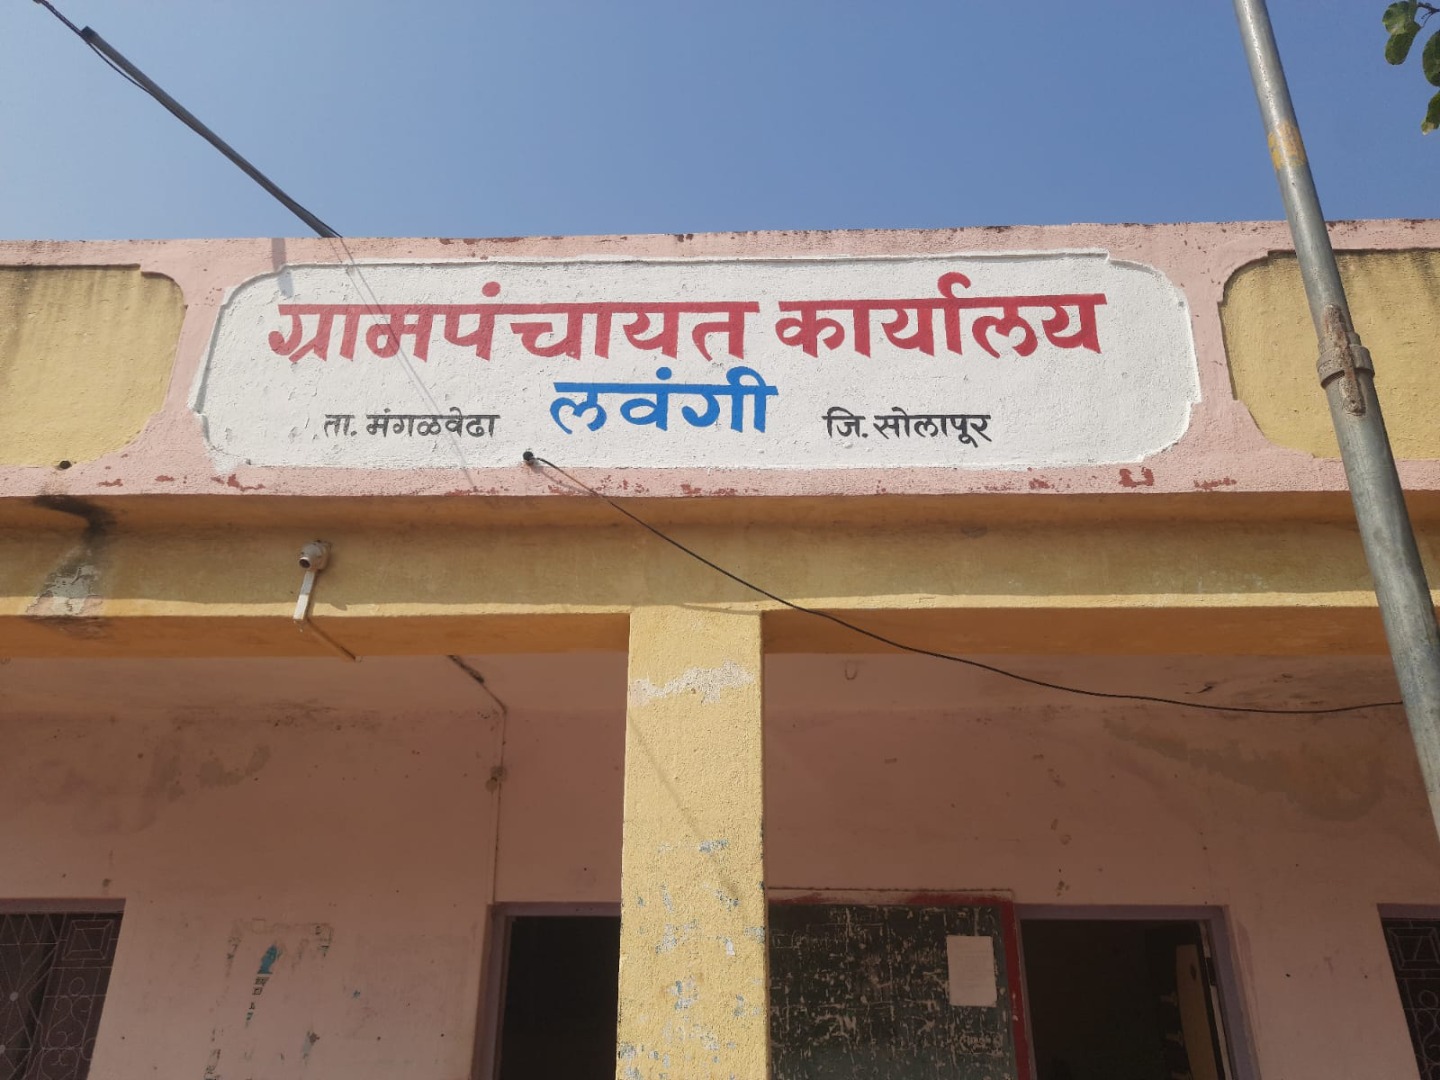 ग्रामपंचायत कार्यालय
लवंगी
ता. मंगळवेढा जि. सोलापूर